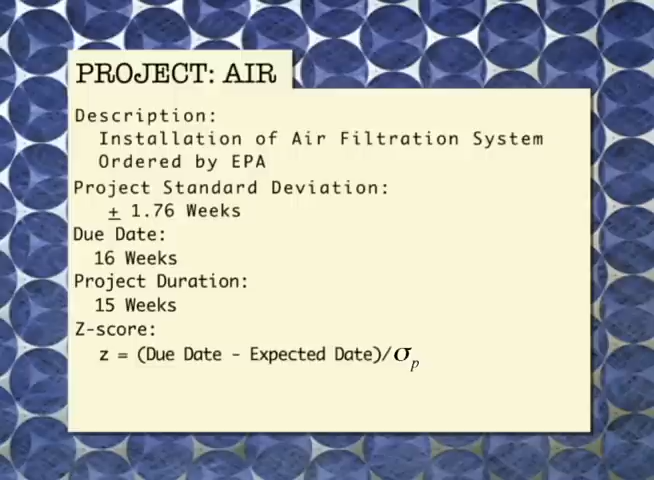 PROJECT: AIR
Description:
Installation of Air Filtration System
Ordered by EPA
Project Standard Deviation:
± 1.76 Weeks
Due Date:
16 Weeks
Project Duration:
15 Weeks
Z-score:
z = (Due Date - Expected Date)/σp